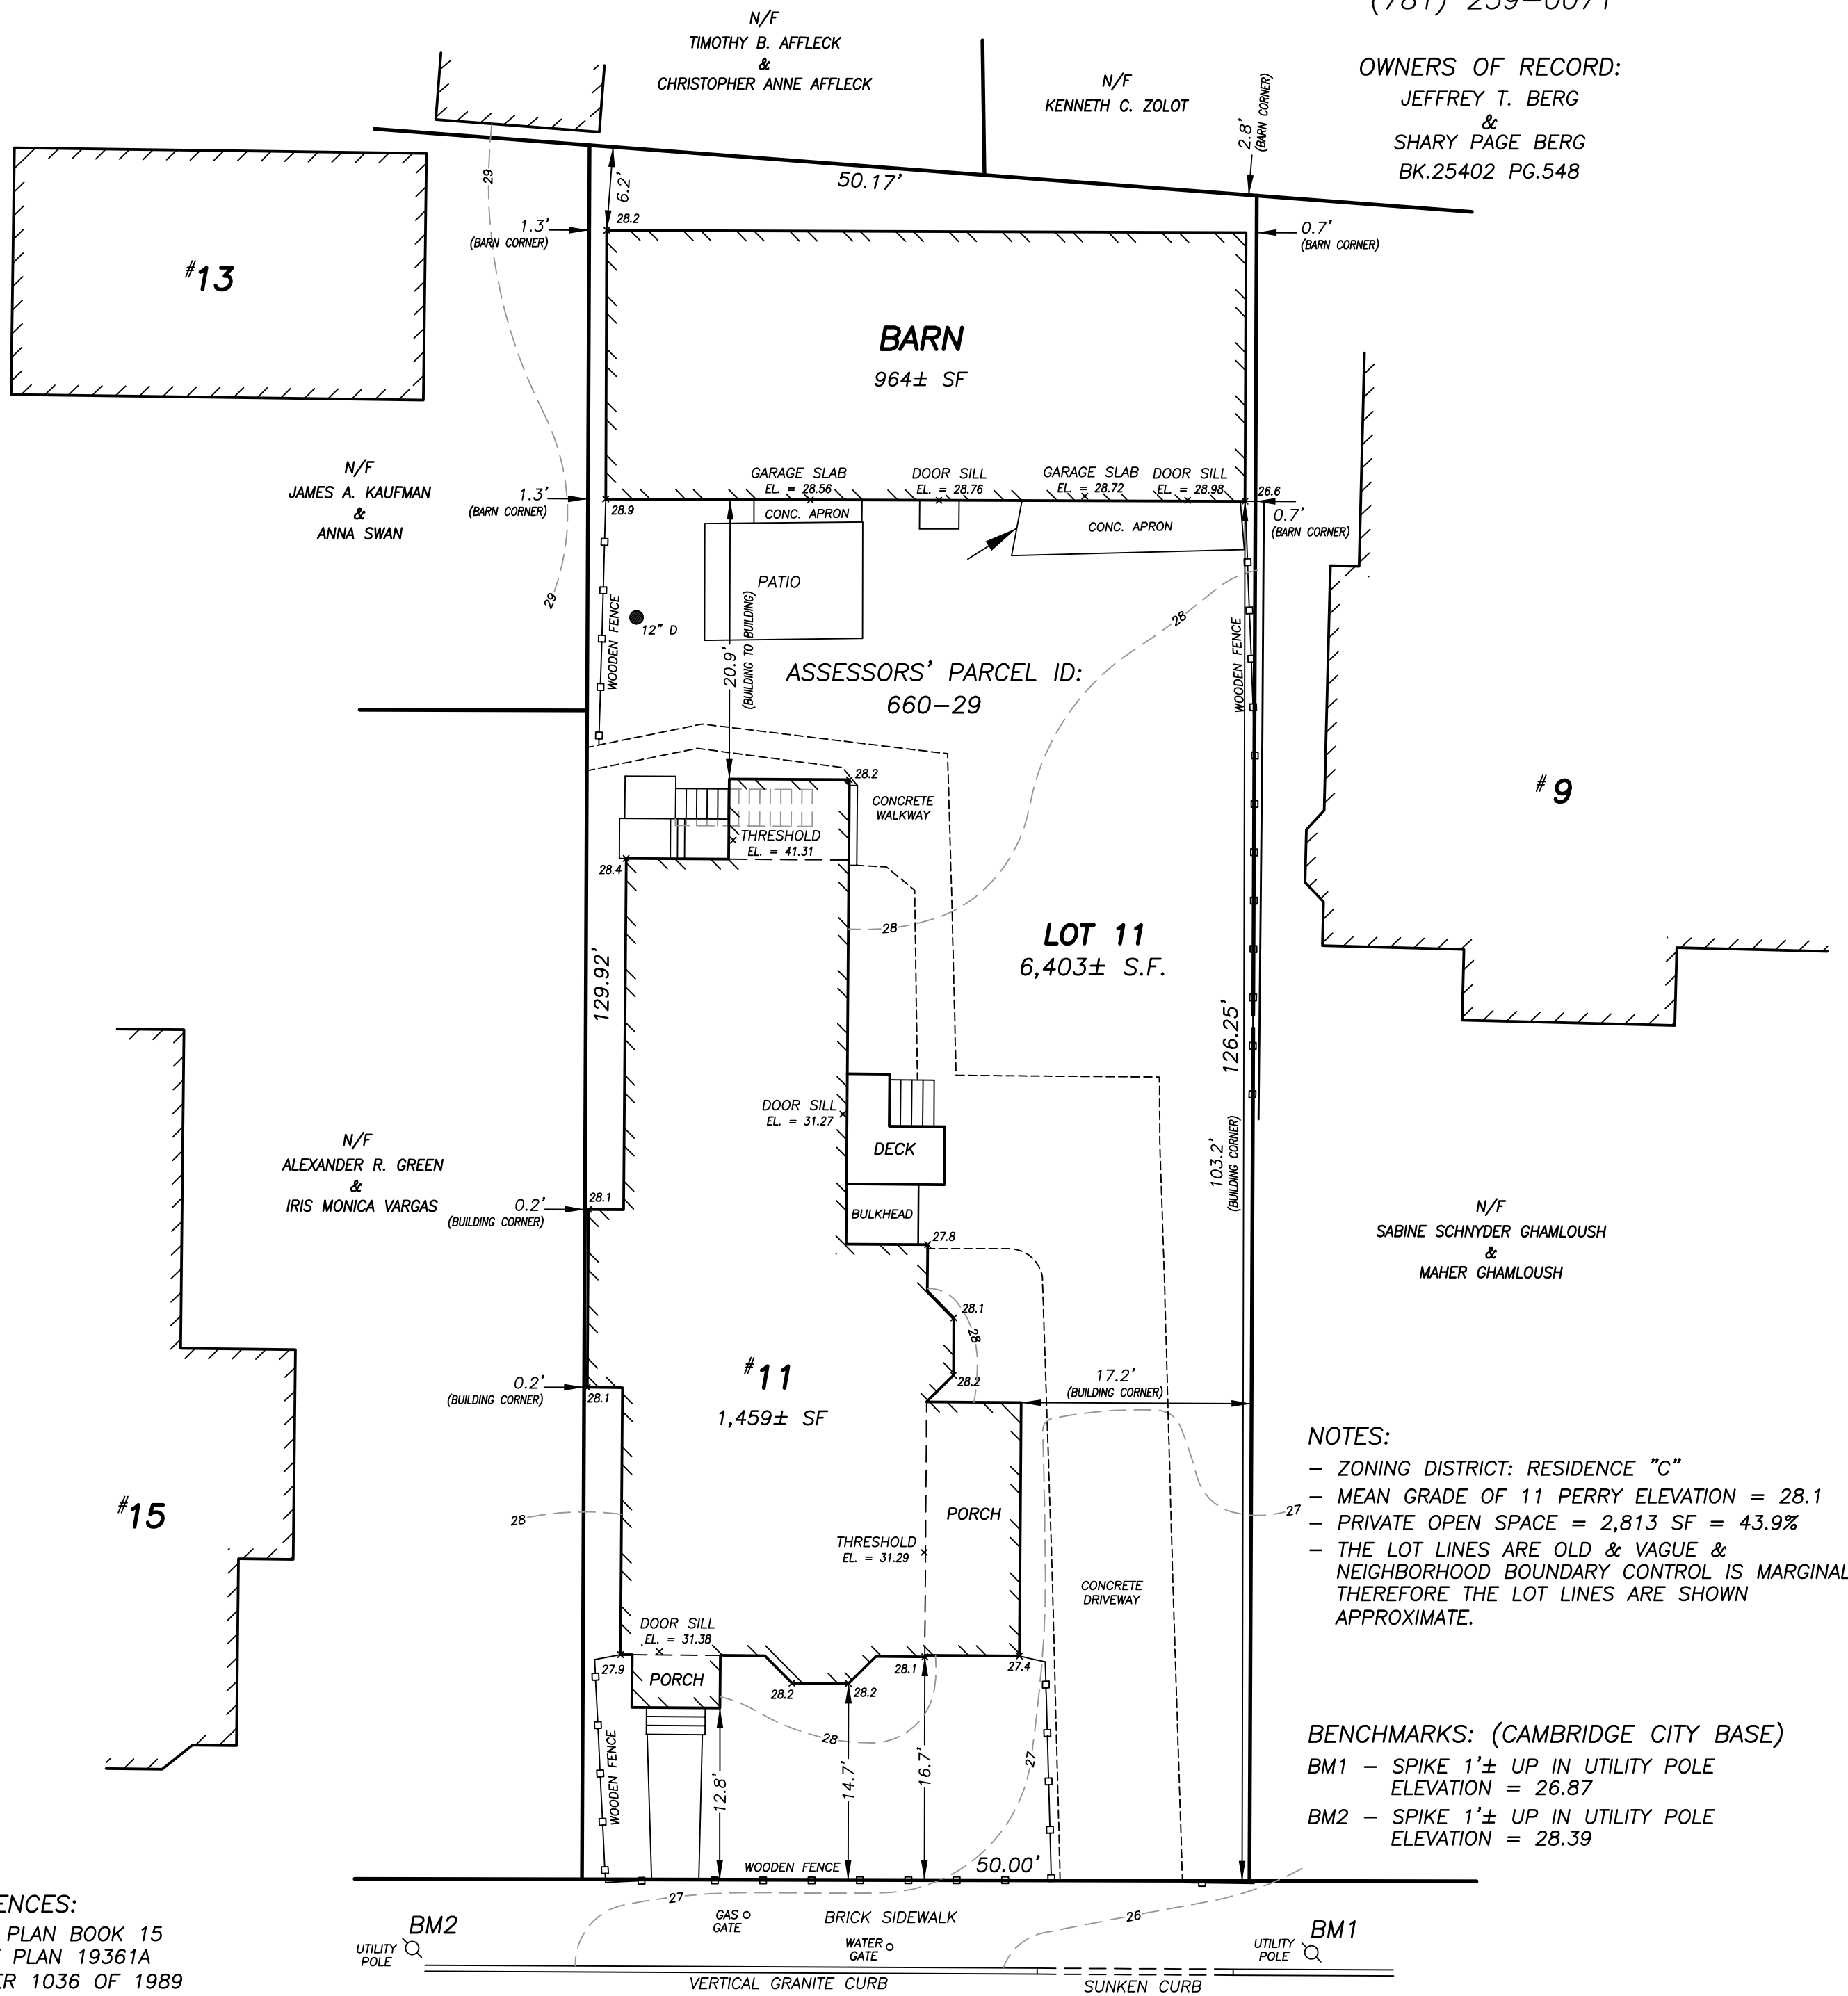 (781) 259-0071
N/F
TIMOTHY B. AFFLECK
&
CHRISTOPHER ANNE AFFLECK
N/F
KENNETH C. ZOLOT
OWNERS OF RECORD:
JEFFREY T. BERG
&
SHARY PAGE BERG
BK.25402 PG.548
2.8'
(BARN CORNER)
50.17'
6.2'
29
28.2
1.3'
(BARN CORNER)
0.7'
(BARN CORNER)
#13
BARN
964± SF
N/F
JAMES A. KAUFMAN
&
ANNA SWAN
1.3'
(BARN CORNER)
28.9
GARAGE SLAB
EL. = 28.56
DOOR SILL
EL. = 28.76
GARAGE SLAB
EL. = 28.72
DOOR SILL
EL. = 28.98
26.6
0.7'
(BARN CORNER)
CONC. APRON
CONC. APRON
PATIO
29
WOODEN FENCE
12" D
20.9'
(BUILDING TO BUILDING)
28
WOODEN FENCE
ASSESSORS' PARCEL ID:
660-29
28.2
CONCRETE
WALKWAY
#9
THRESHOLD
EL. = 41.31
28.4
28
LOT 11
6,403± S.F.
129.92'
126.25'
DOOR SILL
EL. = 31.27
DECK
103.2'
(BUILDING CORNER)
N/F
ALEXANDER R. GREEN
&
IRIS MONICA VARGAS
28.1
0.2'
(BUILDING CORNER)
BULKHEAD
27.8
N/F
SABINE SCHNYDER GHAMLOUSH
&
MAHER GHAMLOUSH
28.1
28
28.2
#11
1,459± SF
0.2'
(BUILDING CORNER)
28.1
17.2'
(BUILDING CORNER)
NOTES:
- ZONING DISTRICT: RESIDENCE "C"
- MEAN GRADE OF 11 PERRY ELEVATION = 28.1
- PRIVATE OPEN SPACE = 2,813 SF = 43.9%
- THE LOT LINES ARE OLD & VAGUE &
NEIGHBORHOOD BOUNDARY CONTROL IS MARGINAL
THEREFORE THE LOT LINES ARE SHOWN
APPROXIMATE.
#15
28
27
PORCH
THRESHOLD
EL. = 31.29
CONCRETE
DRIVEWAY
DOOR SILL
EL. = 31.38
27.9
PORCH
28.2
28.2
28.1
27.4
28
27
WOODEN FENCE
12.8'
14.7'
16.7'
BENCHMARKS: (CAMBRIDGE CITY BASE)
BM1 - SPIKE 1'± UP IN UTILITY POLE
ELEVATION = 26.87
BM2 - SPIKE 1'± UP IN UTILITY POLE
ELEVATION = 28.39
WOODEN FENCE
50.00'
27
26
ENCES:
PLAN BOOK 15
PLAN 19361A
ER 1036 OF 1989
BM2
UTILITY
POLE
GAS
GATE
BRICK SIDEWALK
WATER
GATE
UTILITY
POLE
BM1
VERTICAL GRANITE CURB
SUNKEN CURB